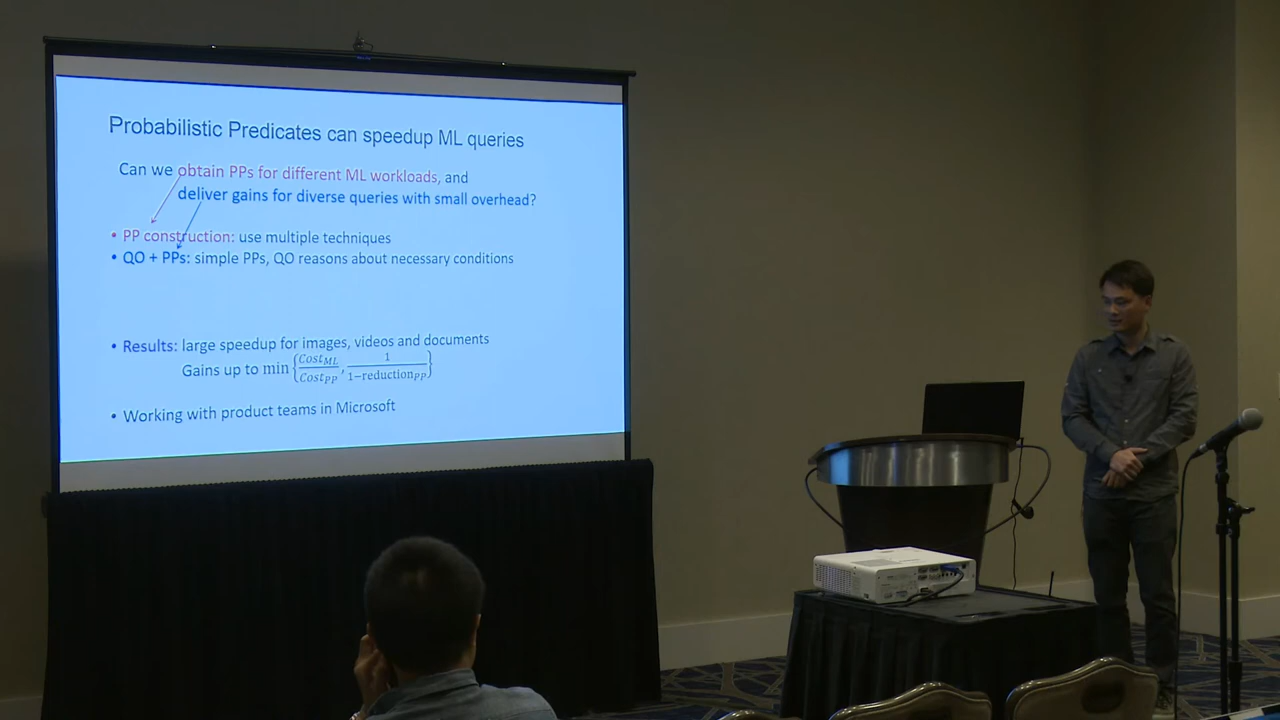 Probabilistic Predicates can speedup ML queries
Can we obtain PPs for different ML workloads, and
deliver gains for diverse queries with small overhead?
• PP construction: use multiple techniques
• QO + PPs: simple PPs, QO reasons about necessary conditions
• Results: large speedup for images, videos and documents
Gains up to min{Cost_ML/Cost_PP, 1/(1−reduction_PP)}
• Working with product teams in Microsoft